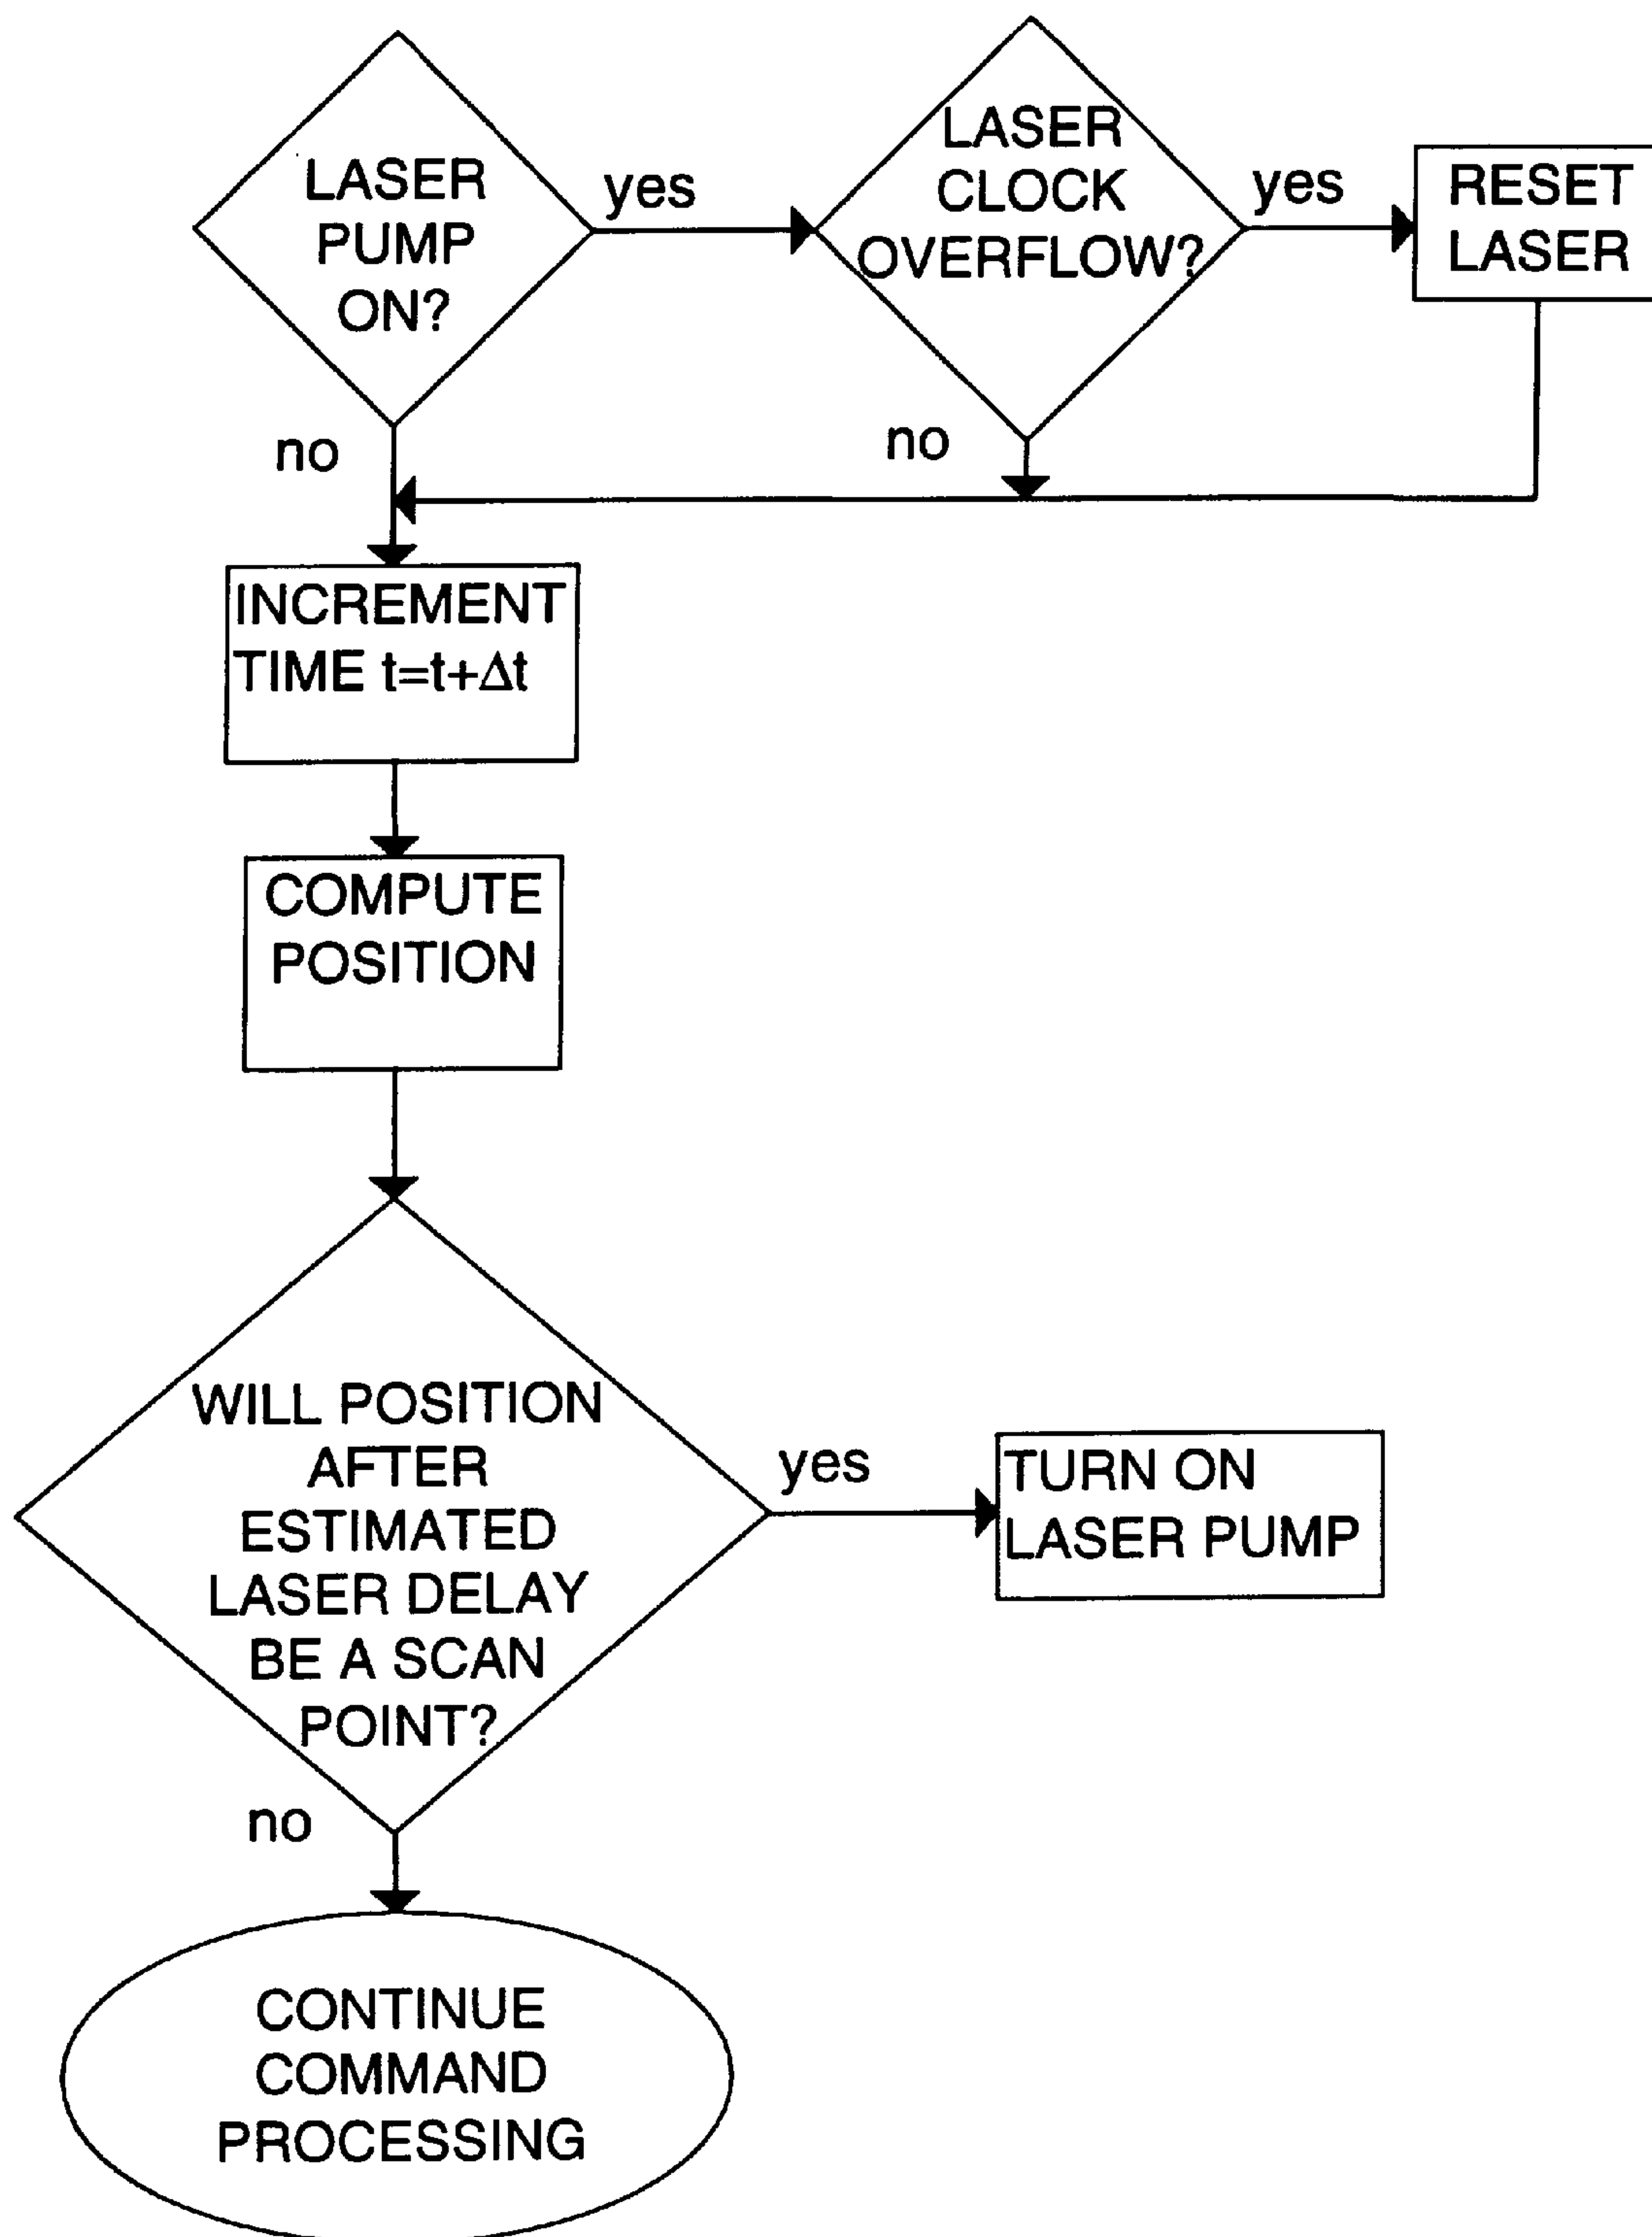 LASER
PUMP
ON?
yes
LASER
CLOCK
OVERFLOW?
yes
RESET
LASER
no
no
INCREMENT
TIME t=t+Δt
COMPUTE
POSITION
WILL POSITION
AFTER
ESTIMATED
LASER DELAY
BE A SCAN
POINT?
yes
TURN ON
LASER PUMP
no
CONTINUE
COMMAND
PROCESSING